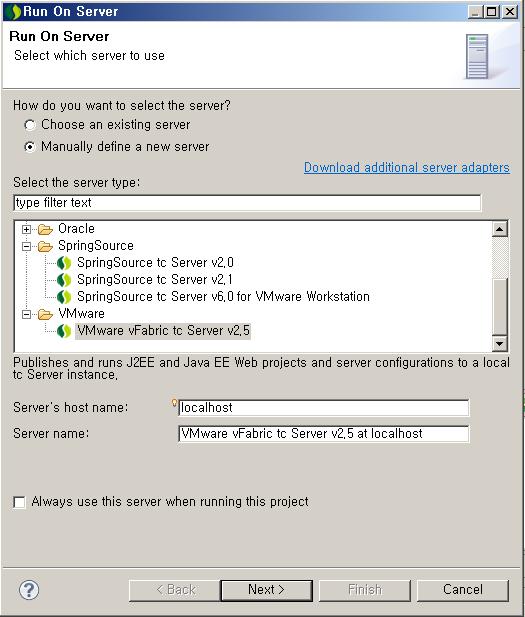 Run On Server
Run On Server
Select which server to use
How do you want to select the server?
Choose an existing server
Manually define a new server
Download additional server adapters
Select the server type:
type filter text
Oracle
SpringSource
SpringSource tc Server v2.0
SpringSource tc Server v2.1
SpringSource tc Server v6.0 for VMware Workstation
VMware
VMware vFabric tc Server v2.5
Publishes and runs J2EE and Java EE Web projects and server configurations to a local
tc Server instance.
Server's host name:
localhost
Server name:
VMware vFabric tc Server v2.5 at localhost
Always use this server when running this project
?
< Back
Next >
Finish
Cancel